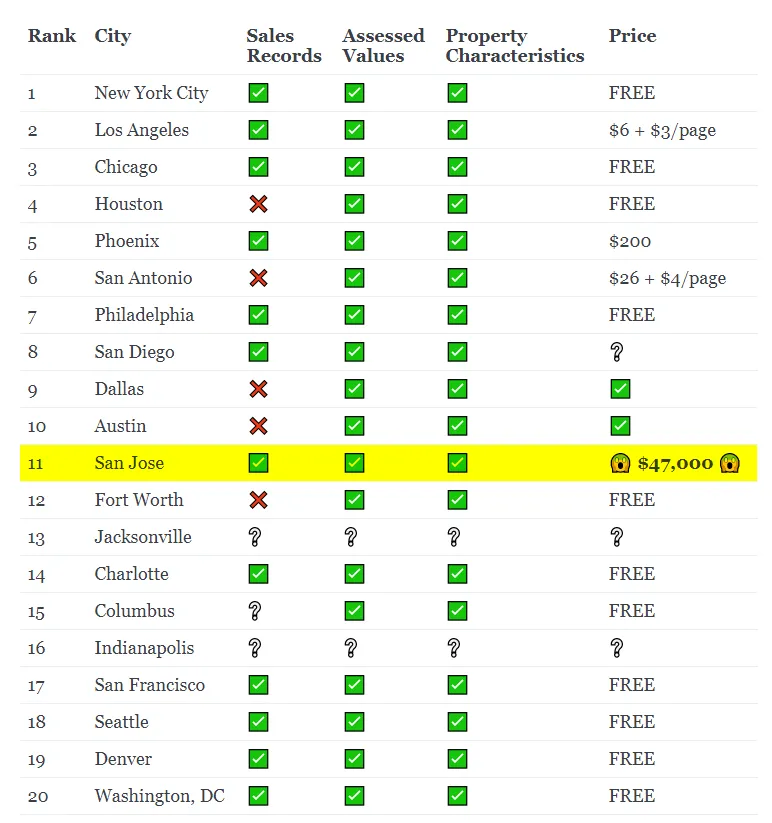 Rank City Sales Records Assessed Values Property Characteristics Price
1 New York City ✅ ✅ ✅ FREE
2 Los Angeles ✅ ✅ ✅ $6 + $3/page
3 Chicago ✅ ✅ ✅ FREE
4 Houston ❌ ✅ ✅ FREE
5 Phoenix ✅ ✅ ✅ $200
6 San Antonio ❌ ✅ ✅ $26 + $4/page
7 Philadelphia ✅ ✅ ✅ FREE
8 San Diego ✅ ✅ ✅ ❔
9 Dallas ❌ ✅ ✅ ✅
10 Austin ❌ ✅ ✅ ✅
11 San Jose ✅ ✅ ✅ 😱 $47,000 😱
12 Fort Worth ❌ ✅ ✅ FREE
13 Jacksonville ❔ ❔ ❔ ❔
14 Charlotte ✅ ✅ ✅ FREE
15 Columbus ❔ ✅ ✅ FREE
16 Indianapolis ❔ ❔ ❔ ❔
17 San Francisco ✅ ✅ ✅ FREE
18 Seattle ✅ ✅ ✅ FREE
19 Denver ✅ ✅ ✅ FREE
20 Washington, DC ✅ ✅ ✅ FREE